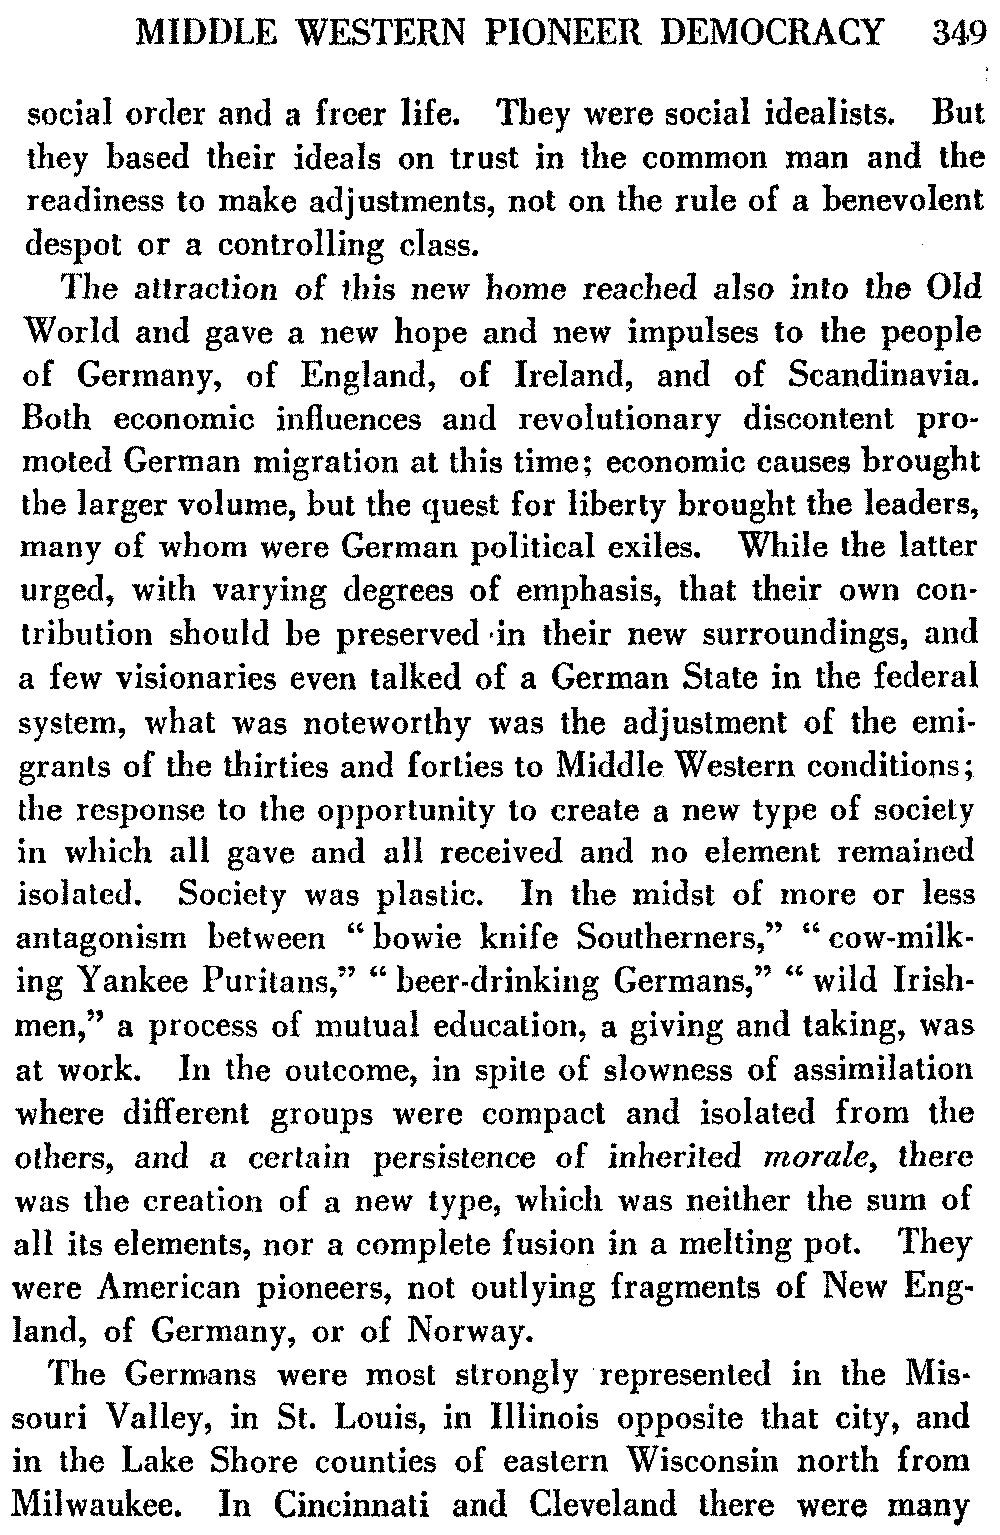 MIDDLE WESTERN PIONEER DEMOCRACY 349
social order and a freer life. They were social idealists. But
they based their ideals on trust in the common man and the
readiness to make adjustments, not on the rule of a benevolent
despot or a controlling class.
The attraction of this new home reached also into the Old
World and gave a new hope and new impulses to the people
of Germany, of England, of Ireland, and of Scandinavia.
Both economic influences and revolutionary discontent pro-
moted German migration at this time; economic causes brought
the larger volume, but the quest for liberty brought the leaders,
many of whom were German political exiles. While the latter
urged, with varying degrees of emphasis, that their own con-
tribution should be preserved in their new surroundings, and
a few visionaries even talked of a German State in the federal
system, what was noteworthy was the adjustment of the emi-
grants of the thirties and forties to Middle Western conditions;
the response to the opportunity to create a new type of society
in which all gave and all received and no element remained
isolated. Society was plastic. In the midst of more or less
antagonism between “ bowie knife Southerners,” “ cow-milk-
ing Yankee Puritans,” “ beer-drinking Germans,” “ wild Irish-
men,” a process of mutual education, a giving and taking, was
at work. In the outcome, in spite of slowness of assimilation
where different groups were compact and isolated from the
others, and a certain persistence of inherited morale, there
was the creation of a new type, which was neither the sum of
all its elements, nor a complete fusion in a melting pot. They
were American pioneers, not outlying fragments of New Eng-
land, of Germany, or of Norway.
The Germans were most strongly represented in the Mis-
souri Valley, in St. Louis, in Illinois opposite that city, and
in the Lake Shore counties of eastern Wisconsin north from
Milwaukee. In Cincinnati and Cleveland there were many